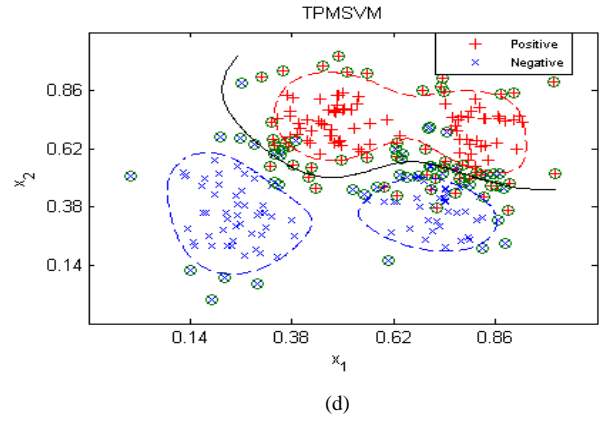 TPMSVM
Positive
Negative
0.86
0.62
0.38
0.14
x2
0.14 0.38 0.62 0.86
x1
(d)